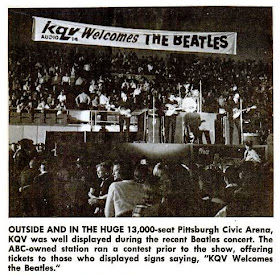 kqv Welcomes THE BEATLES
AUDIO 14
OUTSIDE AND IN THE HUGE 13,000-seat Pittsburgh Civic Arena,
KQV was well displayed during the recent Beatles concert. The
ABC-owned station ran a contest prior to the show, offering
tickets to those who displayed signs saying, "KQV Welcomes
the Beatles."